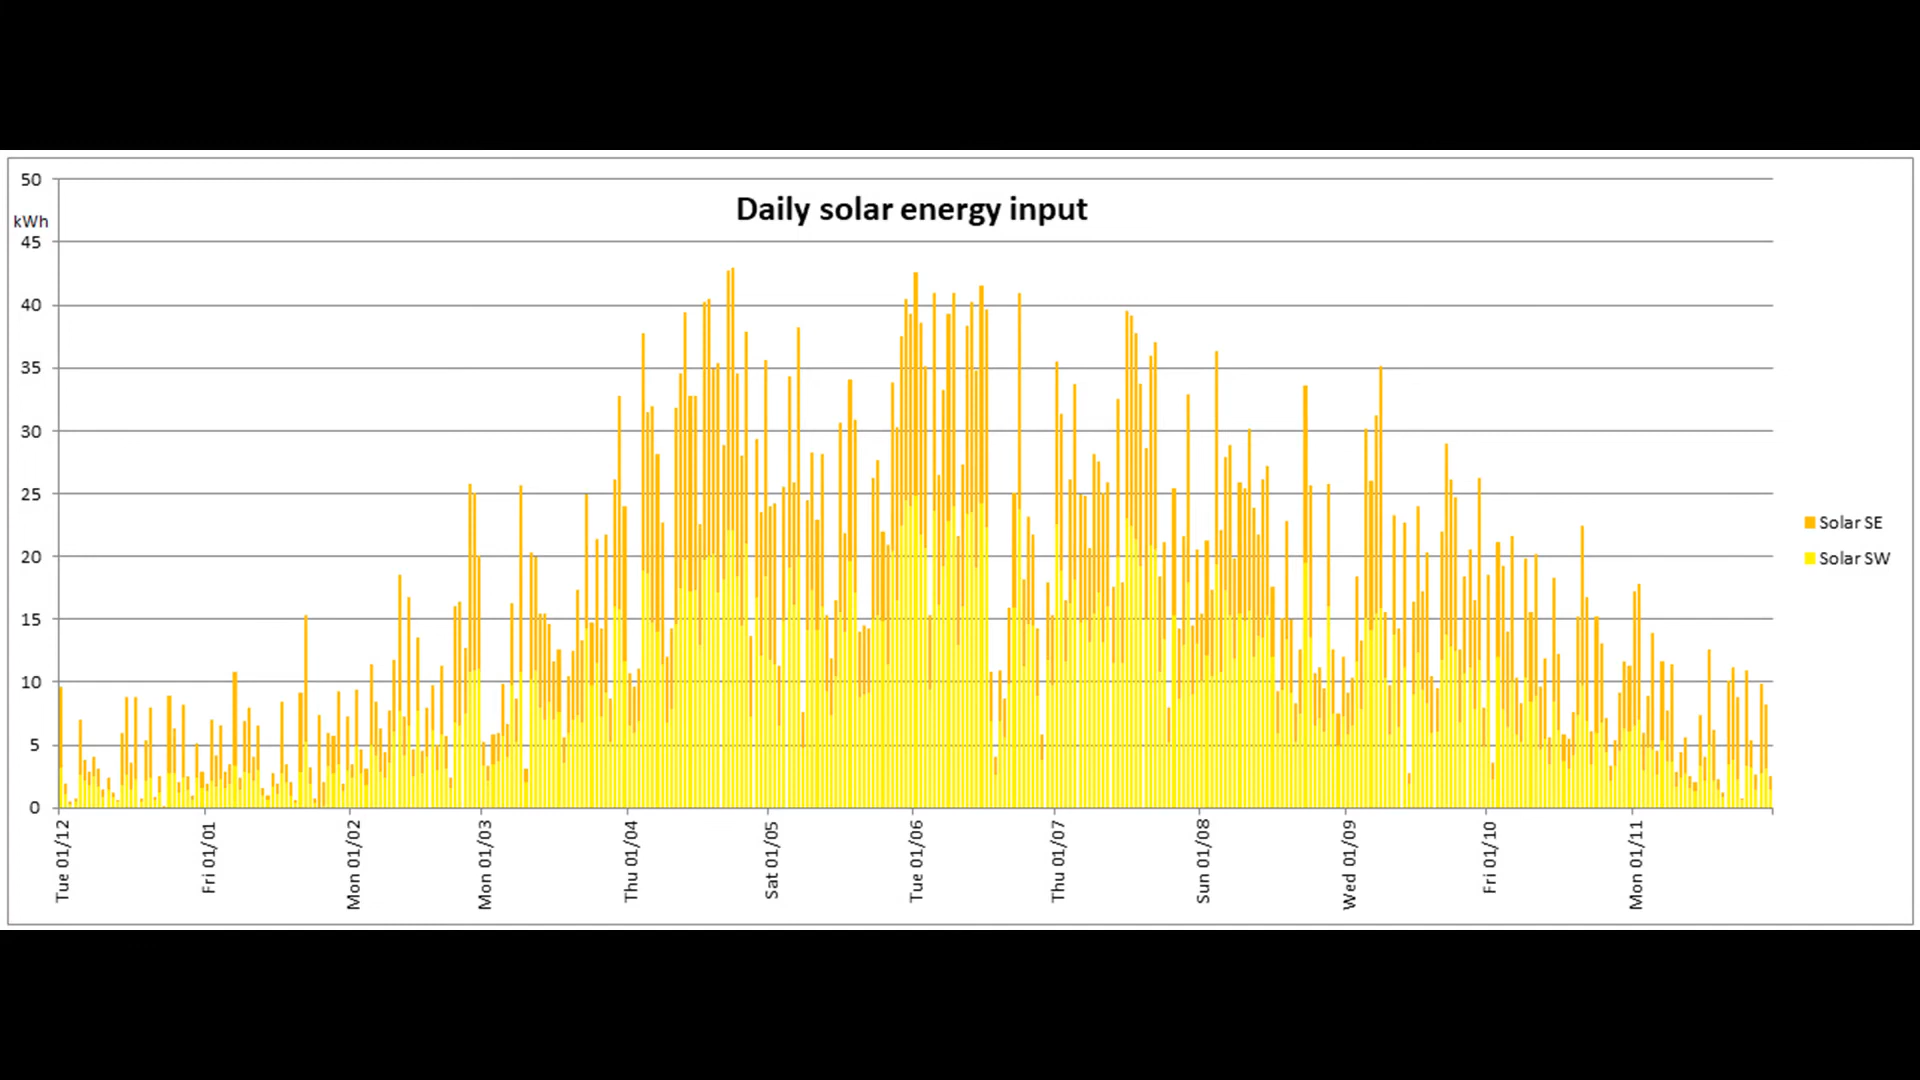 Daily solar energy input
50
kWh
45
40
35
30
25
20
15
10
5
0
Solar SE
Solar SW
Tue 01/12
Fri 01/01
Mon 01/02
Mon 01/03
Thu 01/04
Sat 01/05
Tue 01/06
Thu 01/07
Sun 01/08
Wed 01/09
Fri 01/10
Mon 01/11